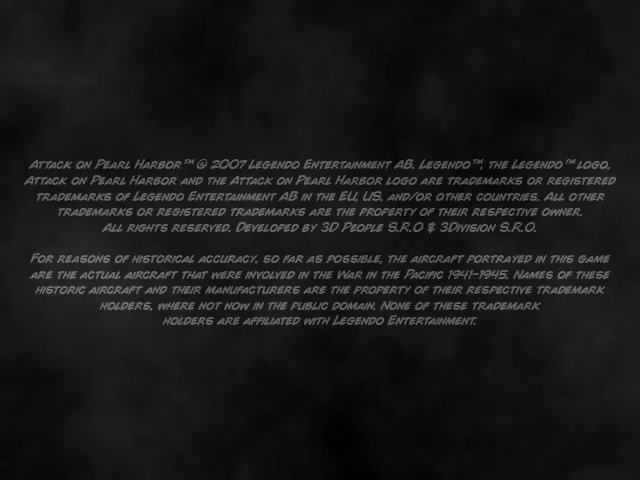 Attack on Pearl Harbor™ © 2007 Legendo Entertainment AB. Legendo™, the Legendo™ logo,
Attack on Pearl Harbor and the Attack on Pearl Harbor logo are trademarks or registered
trademarks of Legendo Entertainment AB in the EU, US, and/or other countries. All other
trademarks or registered trademarks are the property of their respective owner.
All rights reserved. Developed by 3D People S.R.O & 3Division S.R.O.
For reasons of historical accuracy, so far as possible, the aircraft portrayed in this game
are the actual aircraft that were involved in the War in the Pacific 1941-1945. Names of these
historic aircraft and their manufacturers are the property of their respective trademark
holders, where not now in the public domain. None of these trademark
holders are affiliated with Legendo Entertainment.